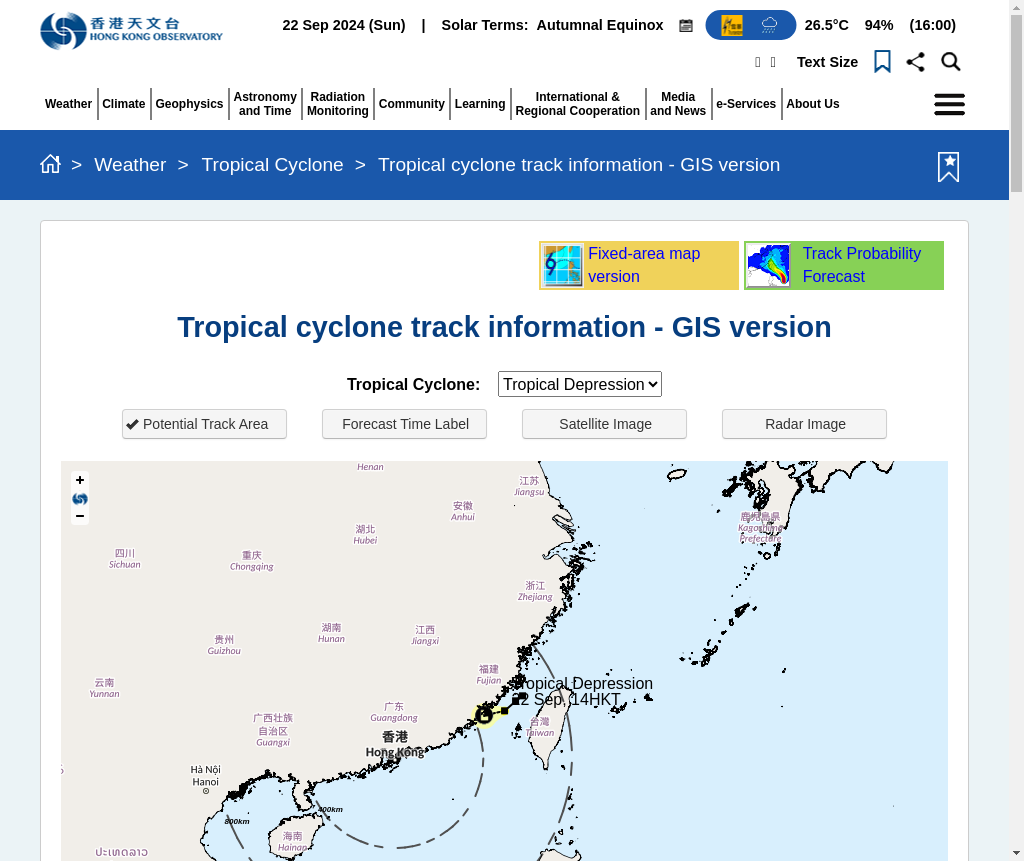 香港天文台
HONG KONG OBSERVATORY
22 Sep 2024 (Sun) | Solar Terms: Autumnal Equinox 26.5°C 94% (16:00)
Text Size
Weather
Climate
Geophysics
Astronomy
and Time
Radiation
Monitoring
Community
Learning
International &
Regional Cooperation
Media
and News
e-Services
About Us
> Weather > Tropical Cyclone > Tropical cyclone track information - GIS version
Fixed-area map
version
Track Probability
Forecast
Tropical cyclone track information - GIS version
Tropical Cyclone: Tropical Depression
Potential Track Area
Forecast Time Label
Satellite Image
Radar Image
+
−
Henan
江苏
Jiangsu
安徽
Anhui
湖北
Hubei
鹿児島県
Kagoshima
Prefecture
四川
Sichuan
重庆
Chongqing
浙江
Zhejiang
湖南
Hunan
江西
Jiangxi
贵州
Guizhou
福建
Fujian
云南
Yunnan
Tropical Depression
22 Sep, 14HKT
广东
Guangdong
广西壮族
自治区
Guangxi
台灣
Taiwan
香港
Hong Kong
Hà Nội
Hanoi
400km
800km
海南
Hainan
ປະເທດລາວ